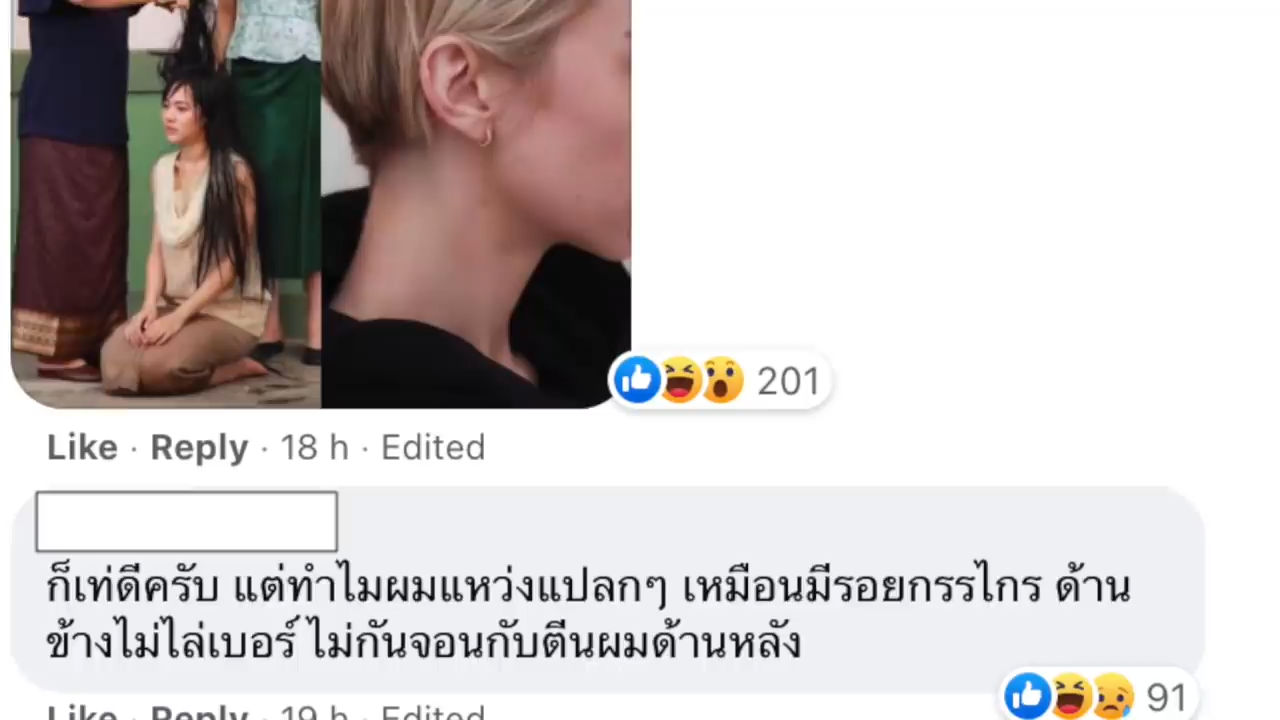 201
Like · Reply · 18 h · Edited
ก็เท่ดีครับ แต่ทำไมผมแหว่งแปลกๆ เหมือนมีรอยกรรไกร ด้าน
ข้างไม่ไล่เบอร์ ไม่กันจอนกับตีนผมด้านหลัง
91
Like · Reply · 19 h · Edited